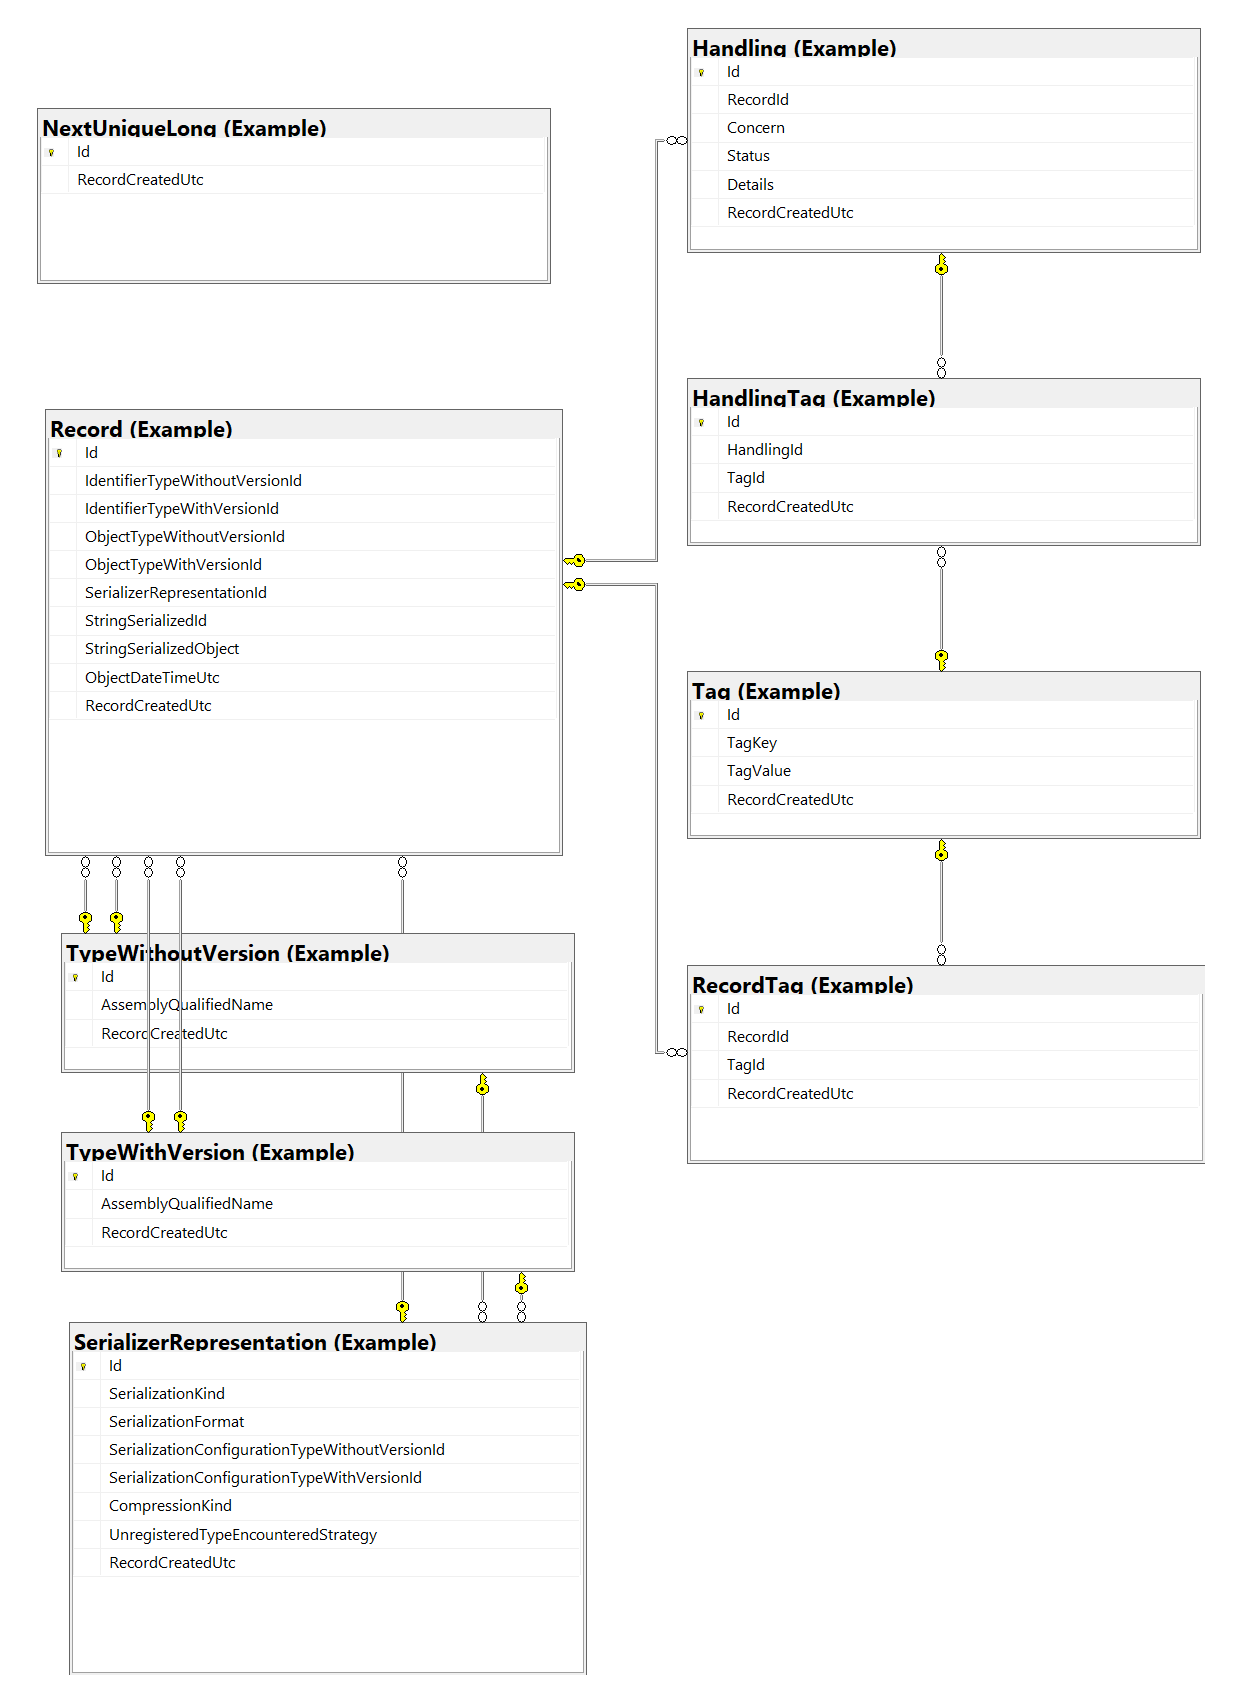 NextUniqueLong (Example)
Id
RecordCreatedUtc
Record (Example)
Id
IdentifierTypeWithoutVersionId
IdentifierTypeWithVersionId
ObjectTypeWithoutVersionId
ObjectTypeWithVersionId
SerializerRepresentationId
StringSerializedId
StringSerializedObject
ObjectDateTimeUtc
RecordCreatedUtc
TypeWithoutVersion (Example)
Id
AssemblyQualifiedName
RecordCreatedUtc
TypeWithVersion (Example)
Id
AssemblyQualifiedName
RecordCreatedUtc
SerializerRepresentation (Example)
Id
SerializationKind
SerializationFormat
SerializationConfigurationTypeWithoutVersionId
SerializationConfigurationTypeWithVersionId
CompressionKind
UnregisteredTypeEncounteredStrategy
RecordCreatedUtc
Handling (Example)
Id
RecordId
Concern
Status
Details
RecordCreatedUtc
HandlingTag (Example)
Id
HandlingId
TagId
RecordCreatedUtc
Tag (Example)
Id
TagKey
TagValue
RecordCreatedUtc
RecordTag (Example)
Id
RecordId
TagId
RecordCreatedUtc